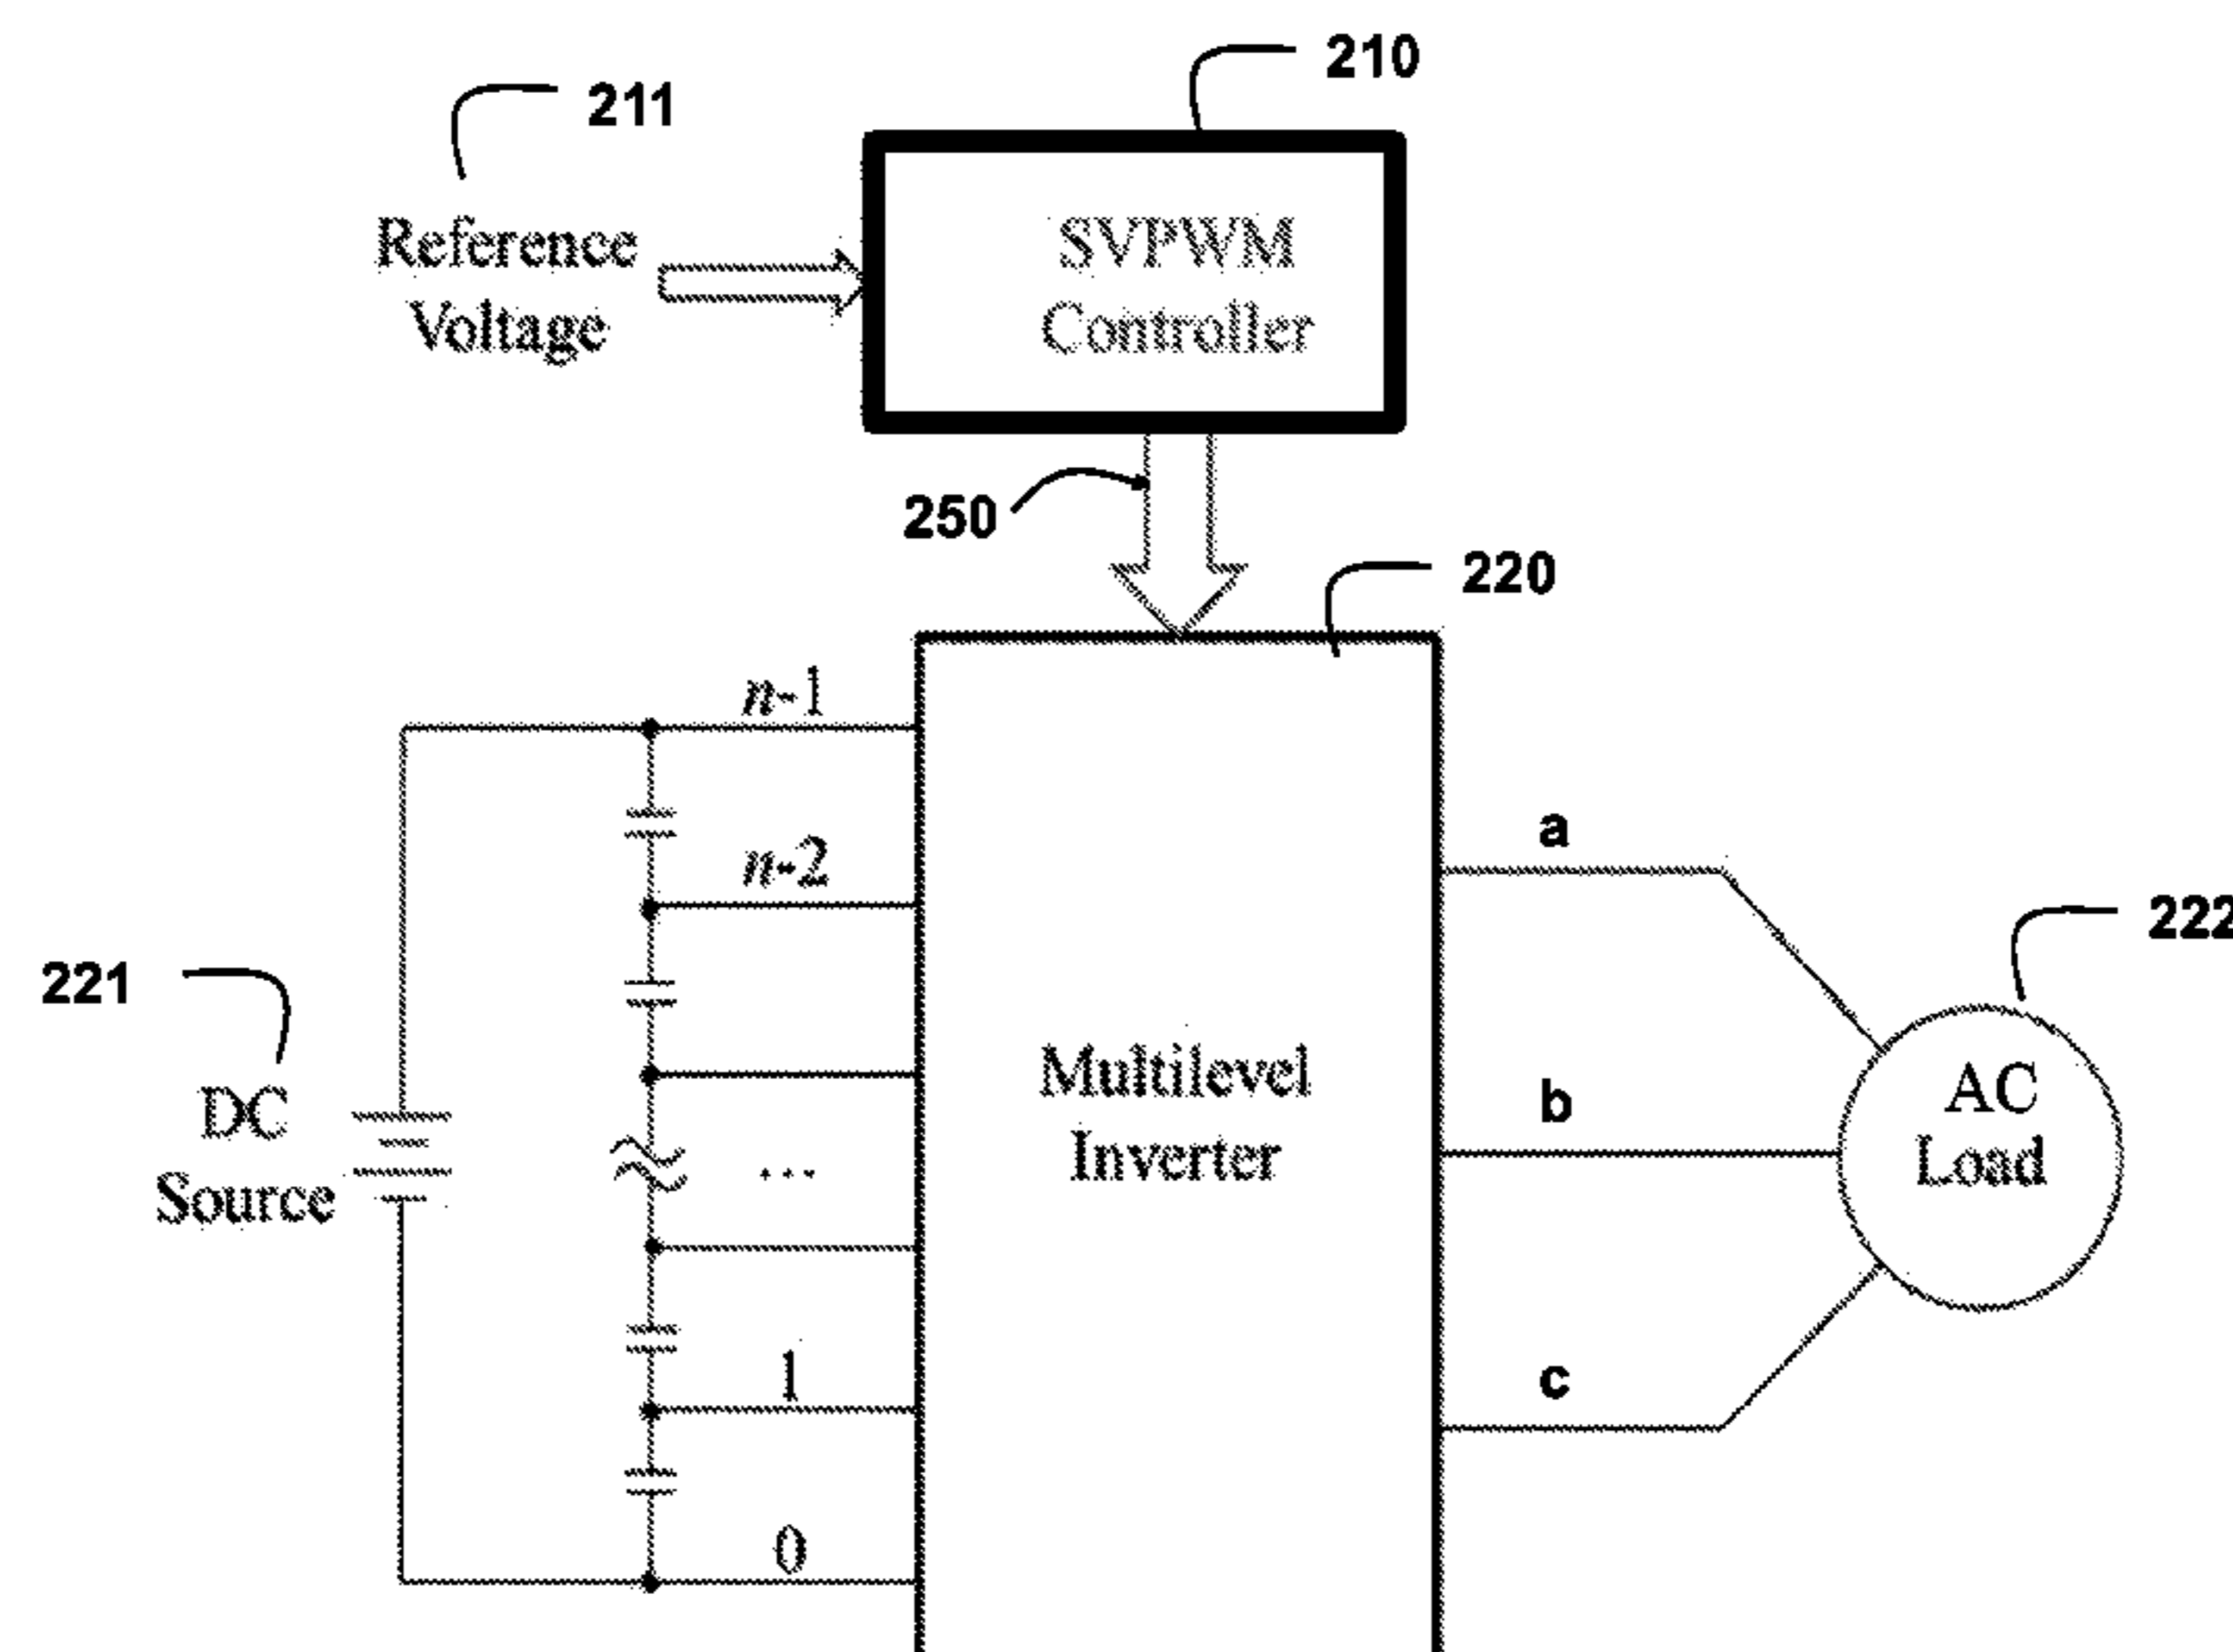 210
211
Reference
Voltage
SVPWM
Controller
250
220
n-1
n-2
a
222
221
DC
Source
Multilevel
Inverter
...
b
AC
Load
1
c
0